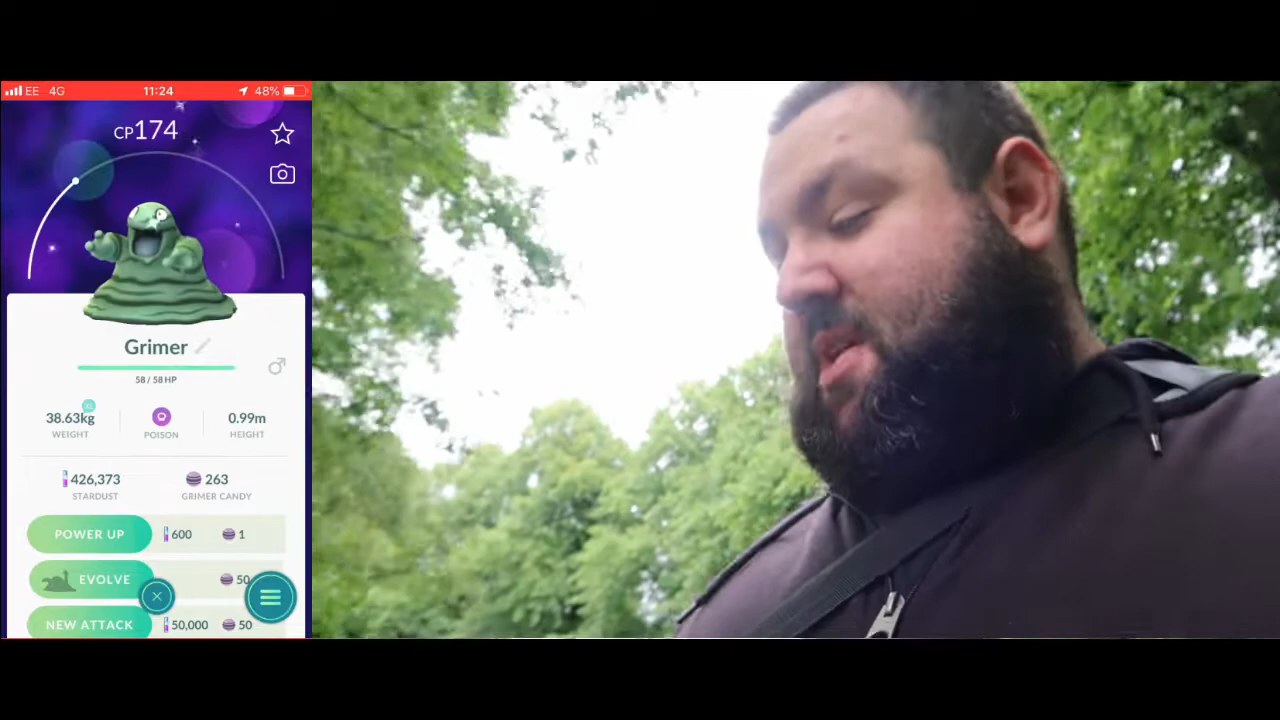 EE 4G 11:24 48%
CP174
Grimer
58 / 58 HP
38.63kg XL 0.99m
WEIGHT POISON HEIGHT
426,373 263
STARDUST GRIMER CANDY
POWER UP 600 1
EVOLVE 50
NEW ATTACK 50,000 50